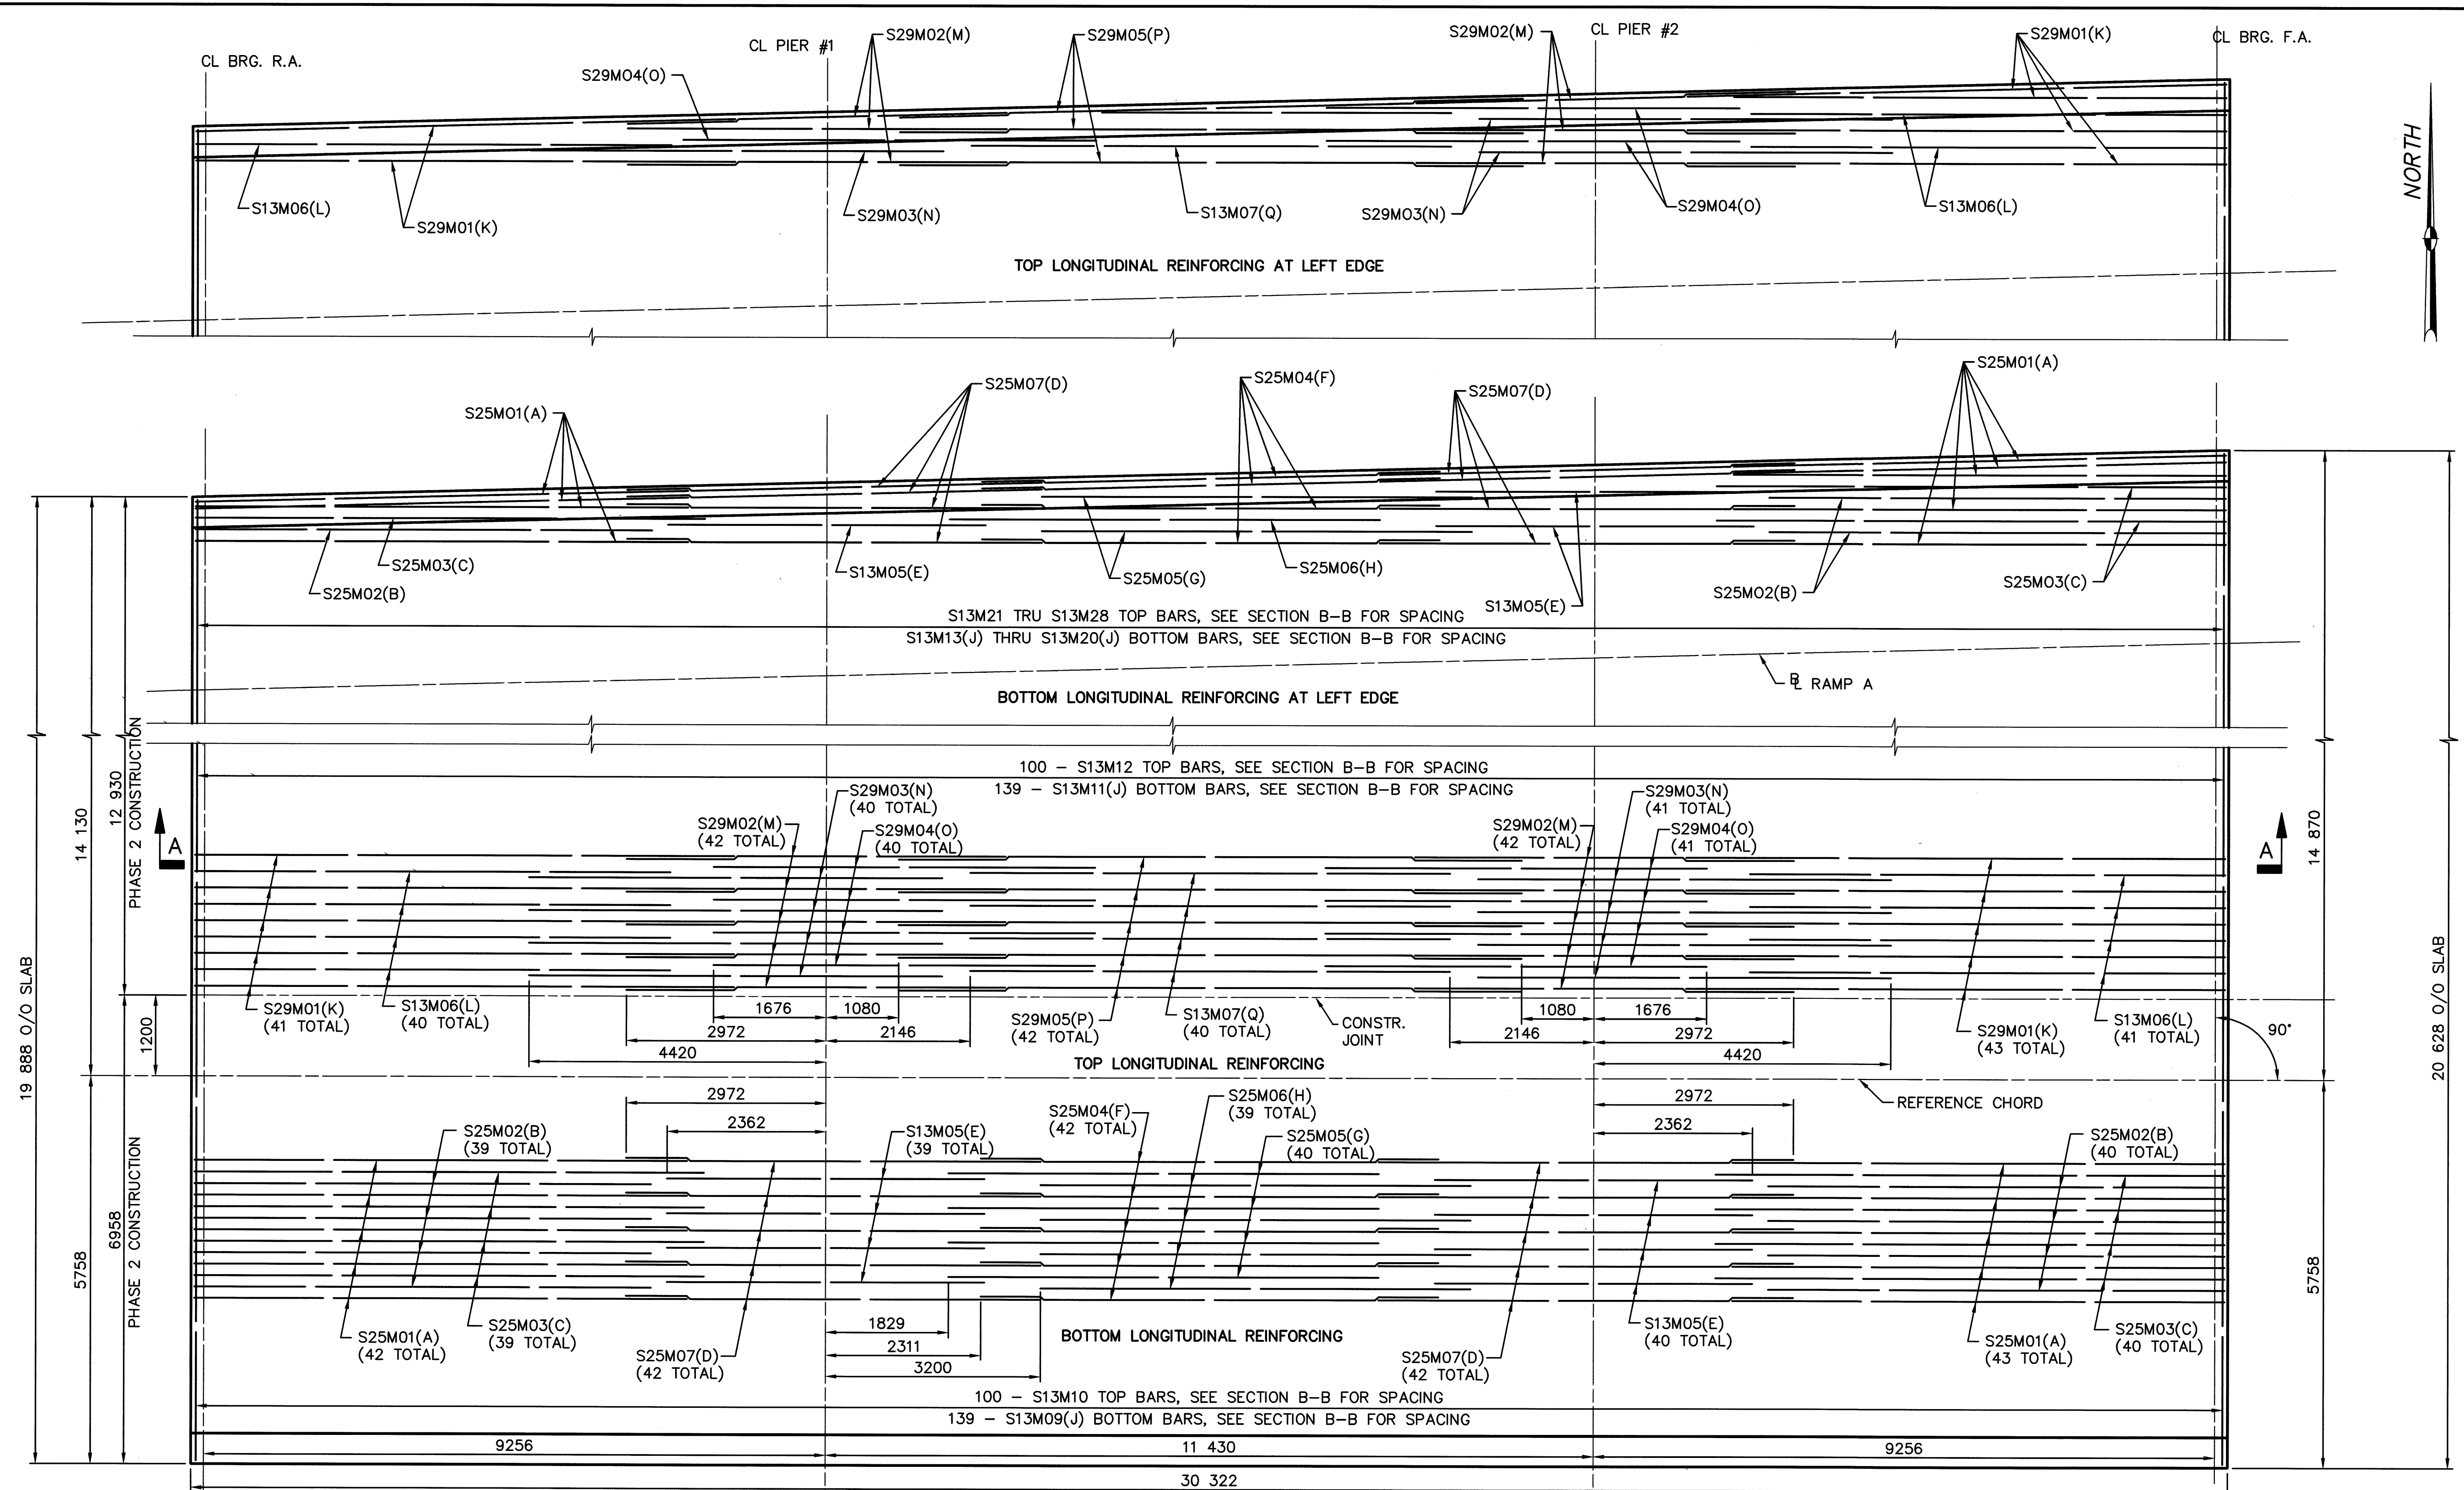 CL BRG. R.A.
CL PIER #1
S29M02(M)
S29M05(P)
S29M02(M)
CL PIER #2
S29M01(K)
CL BRG. F.A.
S29M04(O)
NORTH
S13M06(L)
S29M01(K)
S29M03(N)
S13M07(Q)
S29M03(N)
S29M04(O)
S13M06(L)
TOP LONGITUDINAL REINFORCING AT LEFT EDGE
S25M01(A)
S25M07(D)
S25M04(F)
S25M07(D)
S25M01(A)
S25M02(B)
S25M03(C)
S13M05(E)
S25M05(G)
S25M06(H)
S13M05(E)
S25M02(B)
S25M03(C)
S13M21 TRU S13M28 TOP BARS, SEE SECTION B-B FOR SPACING
S13M13(J) THRU S13M20(J) BOTTOM BARS, SEE SECTION B-B FOR SPACING
BL RAMP A
BOTTOM LONGITUDINAL REINFORCING AT LEFT EDGE
100 - S13M12 TOP BARS, SEE SECTION B-B FOR SPACING
139 - S13M11(J) BOTTOM BARS, SEE SECTION B-B FOR SPACING
19 888 O/O SLAB
14 130
12 930
PHASE 2 CONSTRUCTION
A
A
14 870
20 628 O/O SLAB
S29M02(M)
(42 TOTAL)
S29M03(N)
(40 TOTAL)
S29M04(O)
(40 TOTAL)
S29M02(M)
(42 TOTAL)
S29M03(N)
(41 TOTAL)
S29M04(O)
(41 TOTAL)
S29M01(K)
(41 TOTAL)
S13M06(L)
(40 TOTAL)
1676
1080
2972
2146
4420
S29M05(P)
(42 TOTAL)
S13M07(Q)
(40 TOTAL)
CONSTR.
JOINT
1080
1676
2146
2972
4420
S29M01(K)
(43 TOTAL)
S13M06(L)
(41 TOTAL)
90°
1200
TOP LONGITUDINAL REINFORCING
REFERENCE CHORD
5758
6958
PHASE 2 CONSTRUCTION
5758
2972
2362
2972
2362
S25M02(B)
(39 TOTAL)
S13M05(E)
(39 TOTAL)
S25M04(F)
(42 TOTAL)
S25M06(H)
(39 TOTAL)
S25M05(G)
(40 TOTAL)
S25M02(B)
(40 TOTAL)
S25M01(A)
(42 TOTAL)
S25M03(C)
(39 TOTAL)
S25M07(D)
(42 TOTAL)
1829
2311
3200
BOTTOM LONGITUDINAL REINFORCING
S25M07(D)
(42 TOTAL)
S13M05(E)
(40 TOTAL)
S25M01(A)
(43 TOTAL)
S25M03(C)
(40 TOTAL)
100 - S13M10 TOP BARS, SEE SECTION B-B FOR SPACING
139 - S13M09(J) BOTTOM BARS, SEE SECTION B-B FOR SPACING
9256
11 430
9256
30 322